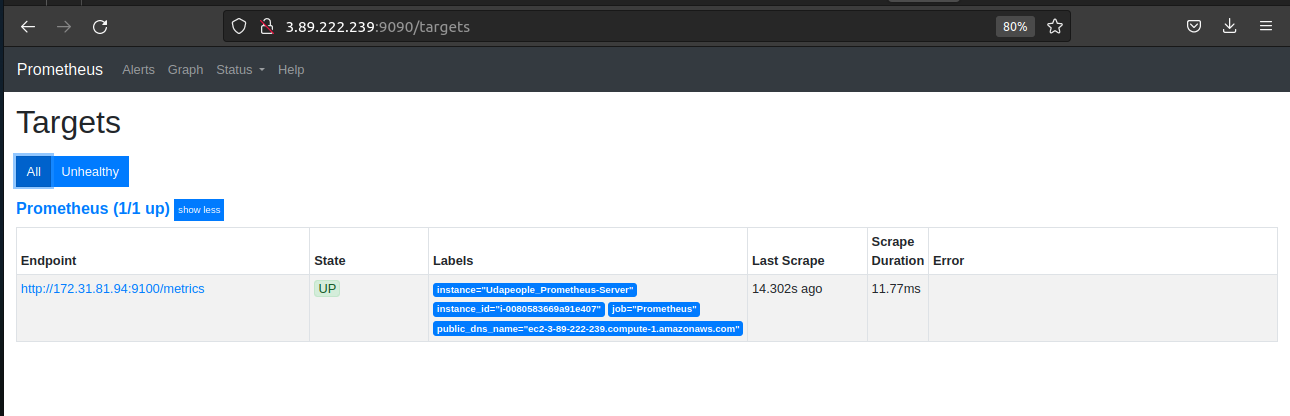 3.89.222.239:9090/targets 80%
Prometheus Alerts Graph Status Help
Targets
All Unhealthy
Prometheus (1/1 up) show less
Endpoint State Labels Last Scrape Scrape Duration Error
http://172.31.81.94:9100/metrics UP instance="Udapeople_Prometheus-Server" 14.302s ago 11.77ms
instance_id="i-0080583669a91e407" job="Prometheus"
public_dns_name="ec2-3-89-222-239.compute-1.amazonaws.com"